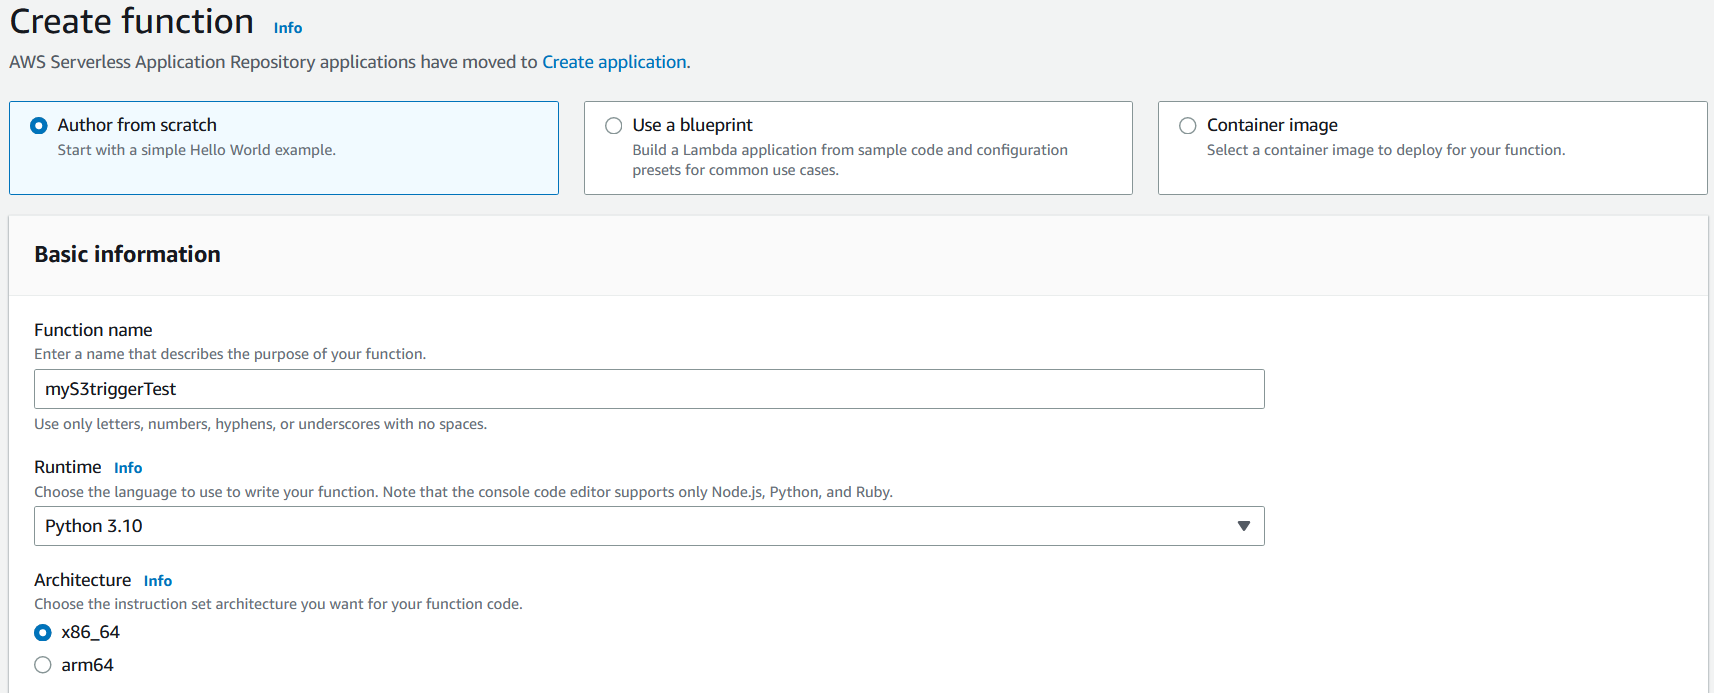 Create function Info
AWS Serverless Application Repository applications have moved to Create application.
Author from scratch
Start with a simple Hello World example.
Use a blueprint
Build a Lambda application from sample code and configuration
presets for common use cases.
Container image
Select a container image to deploy for your function.
Basic information
Function name
Enter a name that describes the purpose of your function.
myS3triggerTest
Use only letters, numbers, hyphens, or underscores with no spaces.
Runtime Info
Choose the language to use to write your function. Note that the console code editor supports only Node.js, Python, and Ruby.
Python 3.10
Architecture Info
Choose the instruction set architecture you want for your function code.
x86_64
arm64